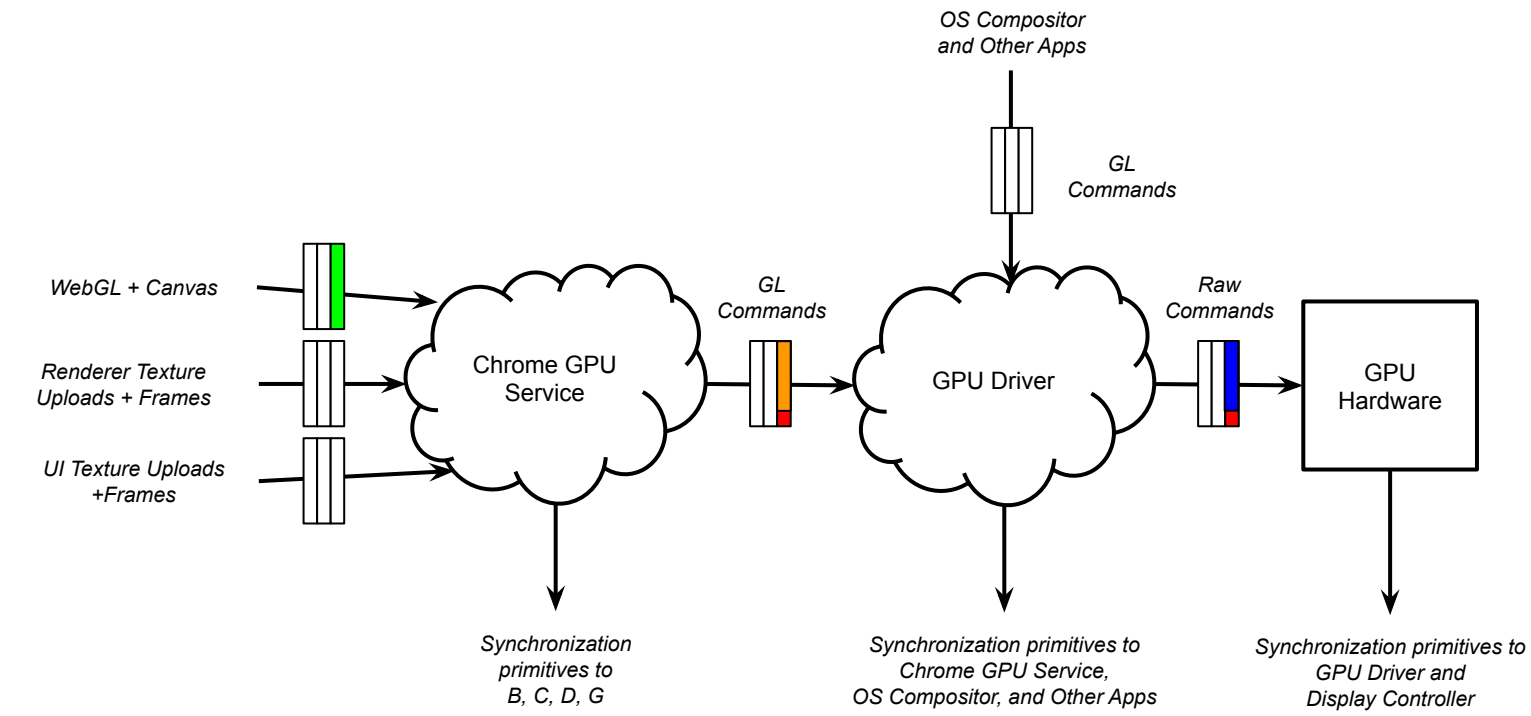 OS Compositor
and Other Apps
GL
Commands
WebGL + Canvas
GL
Commands
Raw
Commands
Renderer Texture
Uploads + Frames
Chrome GPU
Service
GPU Driver
GPU
Hardware
UI Texture Uploads
+Frames
Synchronization
primitives to
B, C, D, G
Synchronization primitives to
Chrome GPU Service,
OS Compositor, and Other Apps
Synchronization primitives to
GPU Driver and
Display Controller